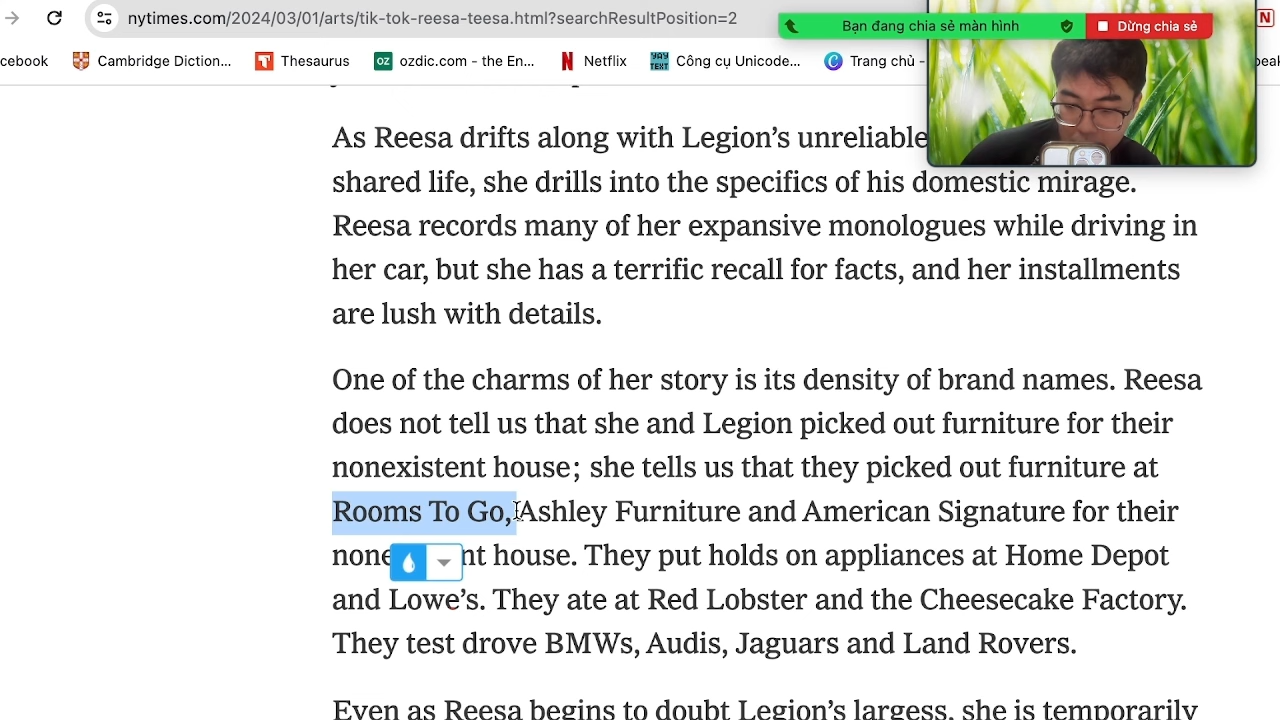 nytimes.com/2024/03/01/arts/tik-tok-reesa-teesa.html?searchResultPosition=2
Bạn đang chia sẻ màn hình
Dừng chia sẻ
cebook
Cambridge Diction...
Thesaurus
ozdic.com - the En...
Netflix
Công cụ Unicode...
Trang chủ -
As Reesa drifts along with Legion’s unreliable
shared life, she drills into the specifics of his domestic mirage.
Reesa records many of her expansive monologues while driving in
her car, but she has a terrific recall for facts, and her installments
are lush with details.
One of the charms of her story is its density of brand names. Reesa
does not tell us that she and Legion picked out furniture for their
nonexistent house; she tells us that they picked out furniture at
Rooms To Go, Ashley Furniture and American Signature for their
none nt house. They put holds on appliances at Home Depot
and Lowe’s. They ate at Red Lobster and the Cheesecake Factory.
They test drove BMWs, Audis, Jaguars and Land Rovers.
Even as Reesa begins to doubt Legion’s largess, she is temporarily